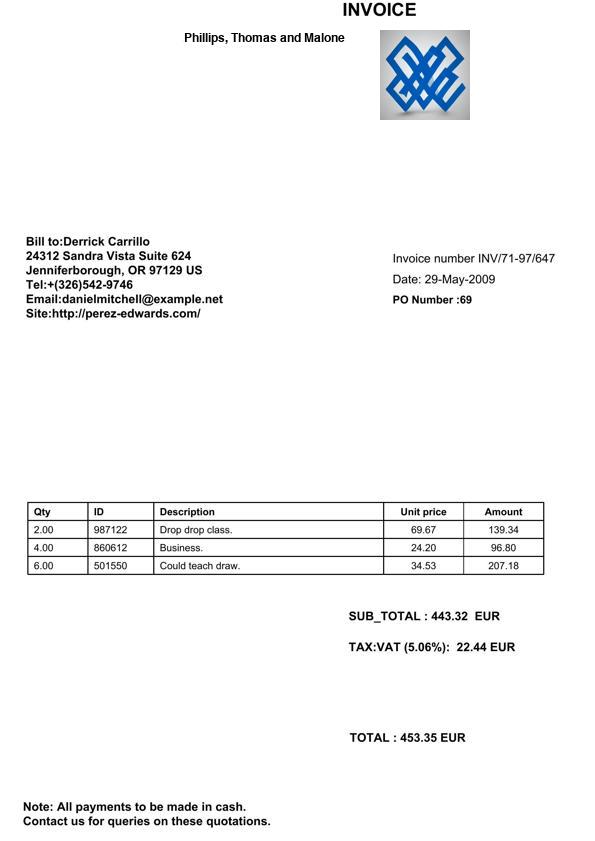 INVOICE
Phillips, Thomas and Malone
Bill to:Derrick Carrillo
24312 Sandra Vista Suite 624
Jenniferborough, OR 97129 US
Tel:+(326)542-9746
Email:danielmitchell@example.net
Site:http://perez-edwards.com/
Invoice number INV/71-97/647
Date: 29-May-2009
PO Number :69
Qty ID Description Unit price Amount
2.00 987122 Drop drop class. 69.67 139.34
4.00 860612 Business. 24.20 96.80
6.00 501550 Could teach draw. 34.53 207.18
SUB_TOTAL : 443.32 EUR
TAX:VAT (5.06%): 22.44 EUR
TOTAL : 453.35 EUR
Note: All payments to be made in cash.
Contact us for queries on these quotations.